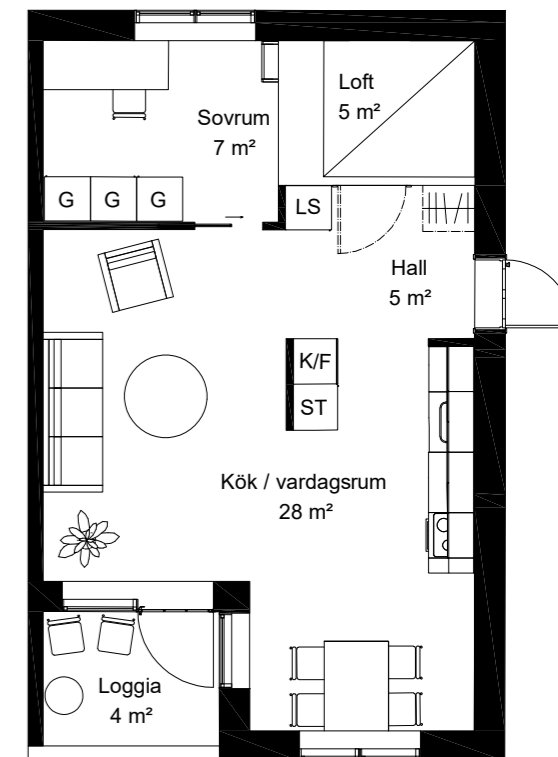 Loft
5 m²
Sovrum
7 m²
G G G
LS
Hall
5 m²
K/F
ST
Kök / vardagsrum
28 m²
Loggia
4 m²